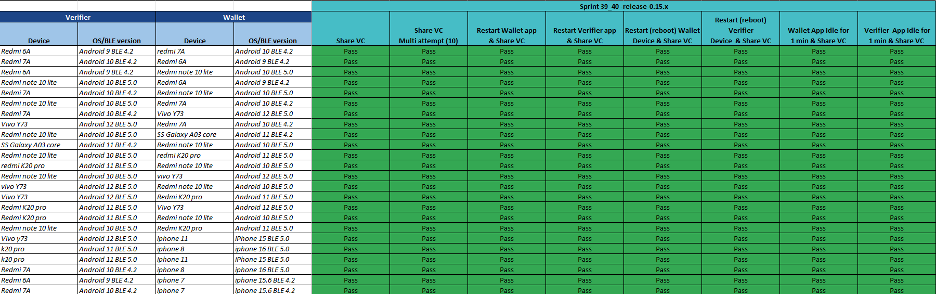 Sprint 39_40 release 0.15.x
Verifier Wallet
Device OS/BLE version Device OS/BLE version Share VC Share VC Multi attempt (10) Restart Wallet app & Share VC Restart Verifier app & Share VC Restart (reboot) Wallet Device & Share VC Restart (reboot) Verifier Device & Share VC Wallet App Idle for 1 min & Share VC Verifier App Idle for 1 min & Share VC
Redmi 6A Android 9 BLE 4.2 redmi 7A Android 10 BLE 4.2 Pass Pass Pass Pass Pass Pass Pass Pass
Redmi 7A Android 10 BLE 4.2 Redmi 6A Android 9 BLE 4.2 Pass Pass Pass Pass Pass Pass Pass Pass
Redmi 6A Android 9 BLE 4.2 Redmi note 10 lite Android 10 BLE 5.0 Pass Pass Pass Pass Pass Pass Pass Pass
Redmi note 10 lite Android 10 BLE 5.0 Redmi 6A Android 9 BLE 4.2 Pass Pass Pass Pass Pass Pass Pass Pass
Redmi 7A Android 10 BLE 4.2 Redmi note 10 lite Android 10 BLE 5.0 Pass Pass Pass Pass Pass Pass Pass Pass
Redmi note 10 lite Android 10 BLE 5.0 Redmi 7A Android 10 BLE 4.2 Pass Pass Pass Pass Pass Pass Pass Pass
Redmi 7A Android 10 BLE 4.2 Vivo Y73 Android 12 BLE 5.0 Pass Pass Pass Pass Pass Pass Pass Pass
Vivo Y73 Android 12 BLE 5.0 Redmi 7A Android 10 BLE 4.2 Pass Pass Pass Pass Pass Pass Pass Pass
Redmi note 10 lite Android 10 BLE 5.0 SS Galaxy A03 core Android 12 BLE 4.2 Pass Pass Pass Pass Pass Pass Pass Pass
SS Galaxy A03 core Android 11 BLE 4.2 Redmi note 10 lite Android 10 BLE 5.0 Pass Pass Pass Pass Pass Pass Pass Pass
Redmi note 10 lite Android 10 BLE 5.0 redmi K20 pro Android 11 BLE 5.0 Pass Pass Pass Pass Pass Pass Pass Pass
redmi K20 pro Android 11 BLE 5.0 Redmi note 10 lite Android 10 BLE 5.0 Pass Pass Pass Pass Pass Pass Pass Pass
Redmi note 10 lite Android 10 BLE 5.0 vivo Y73 Android 12 BLE 5.0 Pass Pass Pass Pass Pass Pass Pass Pass
vivo Y73 Android 12 BLE 5.0 Redmi note 10 lite Android 10 BLE 5.0 Pass Pass Pass Pass Pass Pass Pass Pass
Vivo Y73 Android 12 BLE 5.0 Redmi K20 pro Android 11 BLE 5.0 Pass Pass Pass Pass Pass Pass Pass Pass
Redmi K20 pro Android 11 BLE 5.0 Vivo Y73 Android 12 BLE 5.0 Pass Pass Pass Pass Pass Pass Pass Pass
Redmi K20 pro Android 11 BLE 5.0 Redmi note 10 lite Android 10 BLE 5.0 Pass Pass Pass Pass Pass Pass Pass Pass
Redmi note 10 lite Android 10 BLE 5.0 Redmi K20 pro Android 11 BLE 5.0 Pass Pass Pass Pass Pass Pass Pass Pass
Vivo y73 Android 12 BLE 5.0 iphone 11 iPhone 15 BLE 5.0 Pass Pass Pass Pass Pass Pass Pass Pass
k20 pro Android 11 BLE 5.0 iphone 8 iphone 16 BLE 5.0 Pass Pass Pass Pass Pass Pass Pass Pass
k20 pro Android 11 BLE 5.0 iphone 11 iPhone 15 BLE 5.0 Pass Pass Pass Pass Pass Pass Pass Pass
Redmi 7A Android 10 BLE 4.2 iphone 8 iphone 16 BLE 5.0 Pass Pass Pass Pass Pass Pass Pass Pass
Redmi 6A Android 9 BLE 4.2 iphone 7 iphone 15.6 BLE 4.2 Pass Pass Pass Pass Pass Pass Pass Pass
Redmi 7A Android 10 BLE 4.2 iphone 7 iphone 15.6 BLE 4.2 Pass Pass Pass Pass Pass Pass Pass Pass